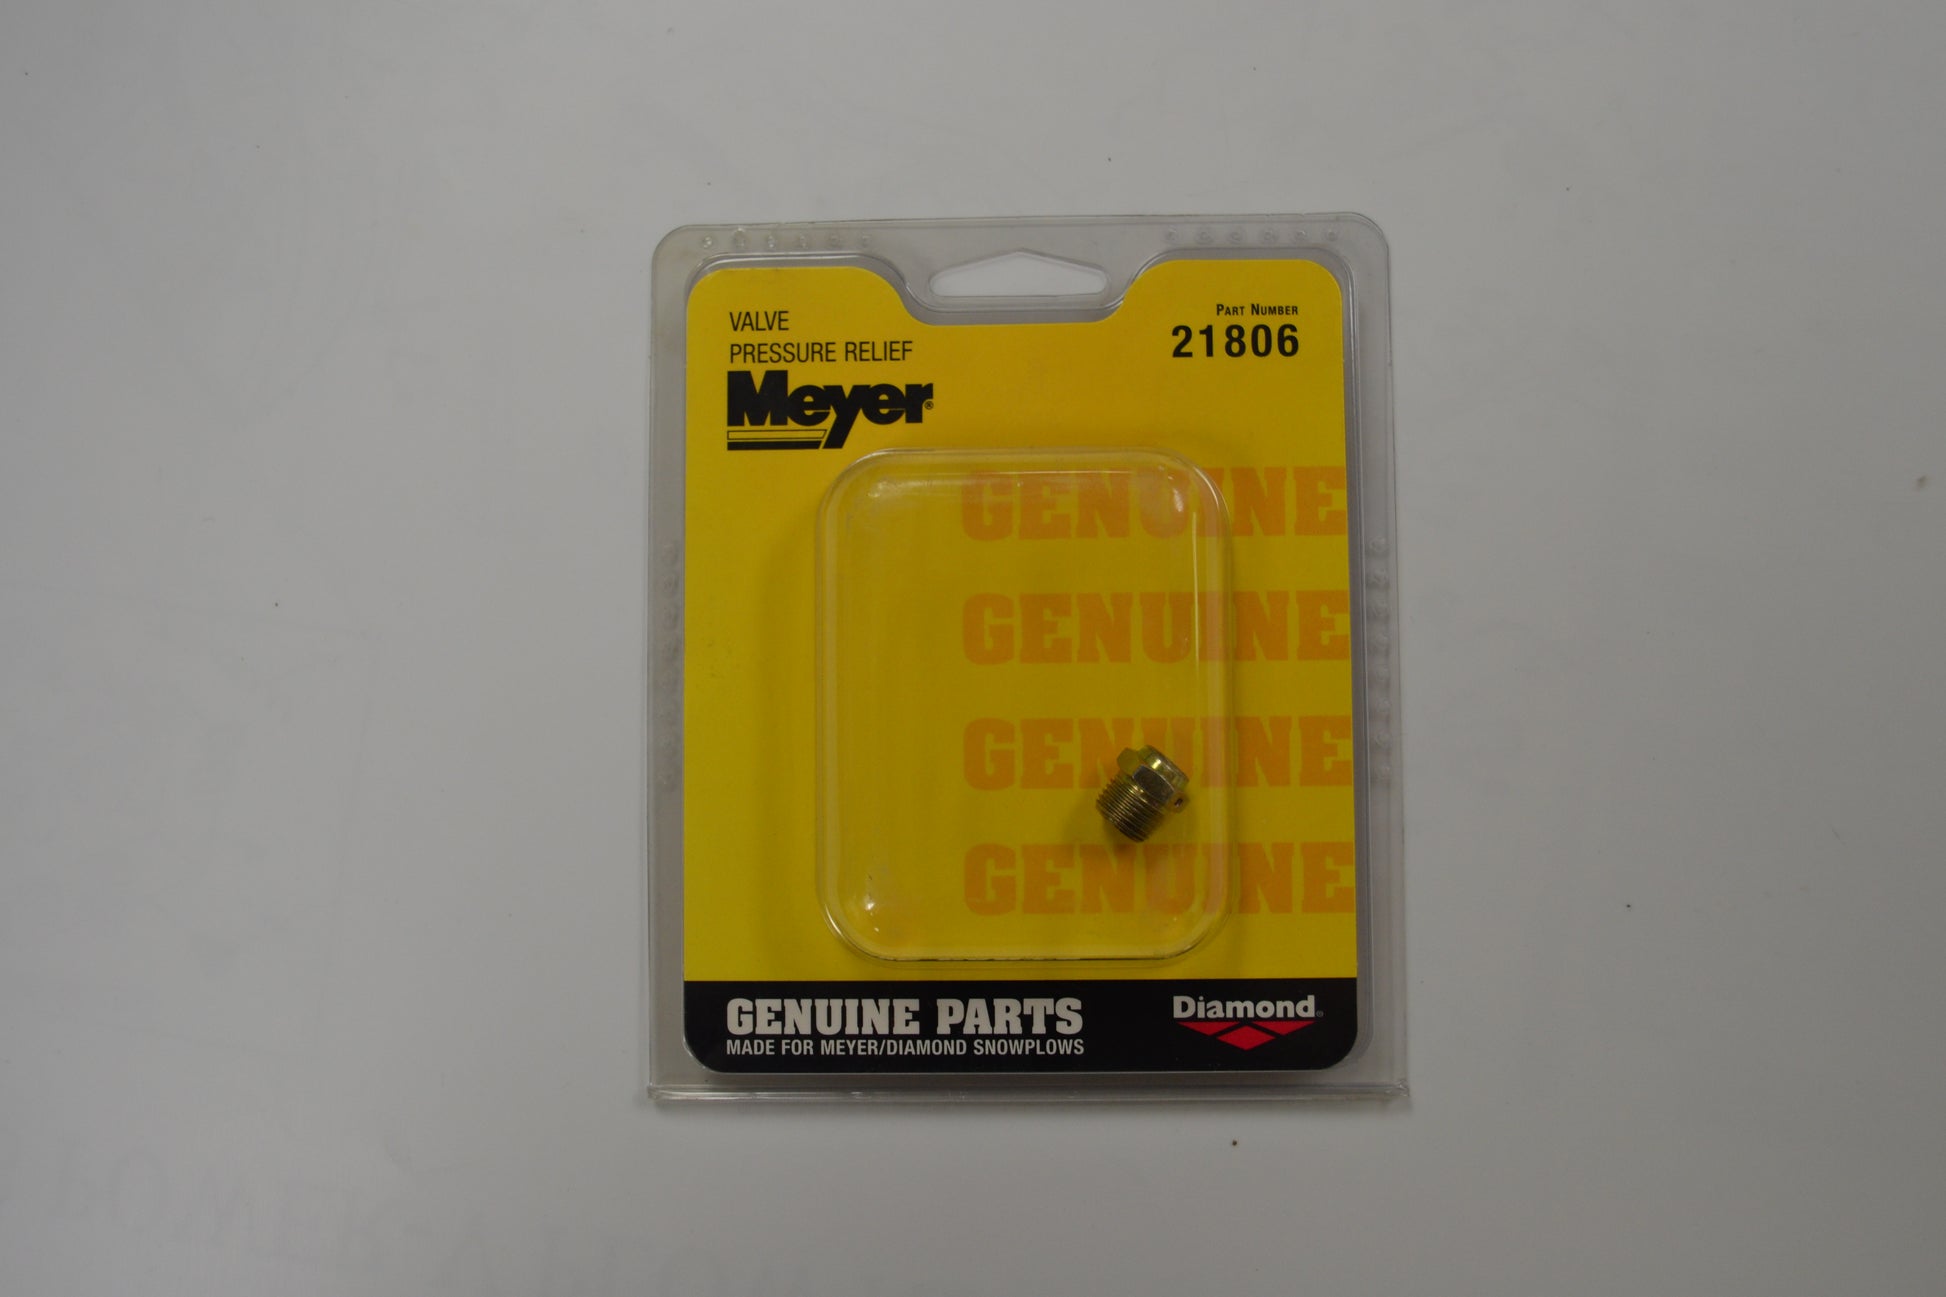 VALVE
PRESSURE RELIEF
Meyer®
PART NUMBER
21806
GENUINE
GENUINE
GENUINE
GENUINE
GENUINE PARTS
MADE FOR MEYER/DIAMOND SNOWPLOWS
Diamond®